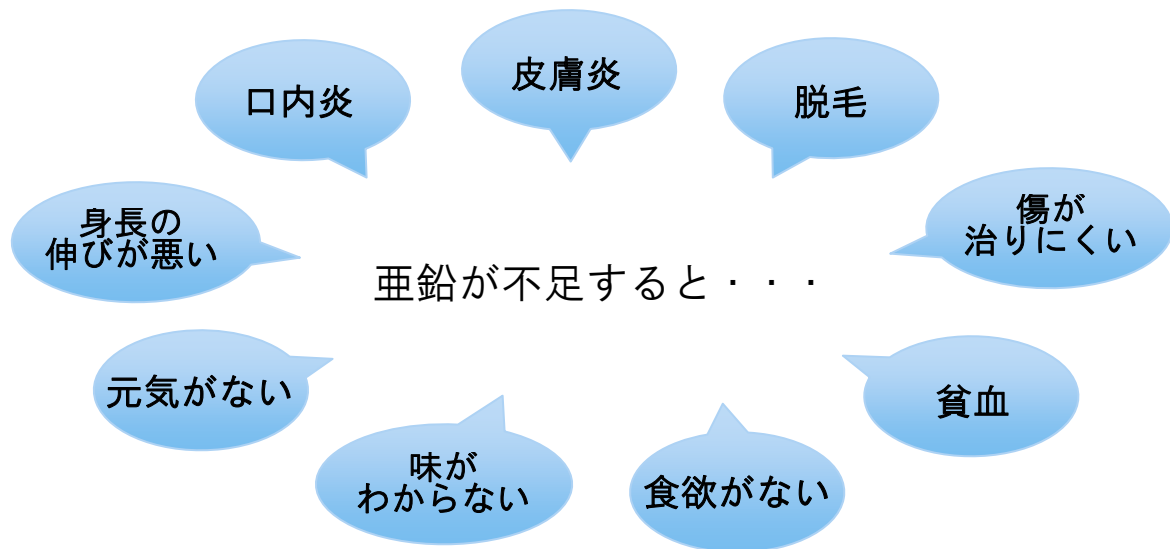 皮膚炎
口内炎
脱毛
身長の
伸びが悪い
傷が
治りにくい
亜鉛が不足すると・・・
元気がない
貧血
味が
わからない
食欲がない